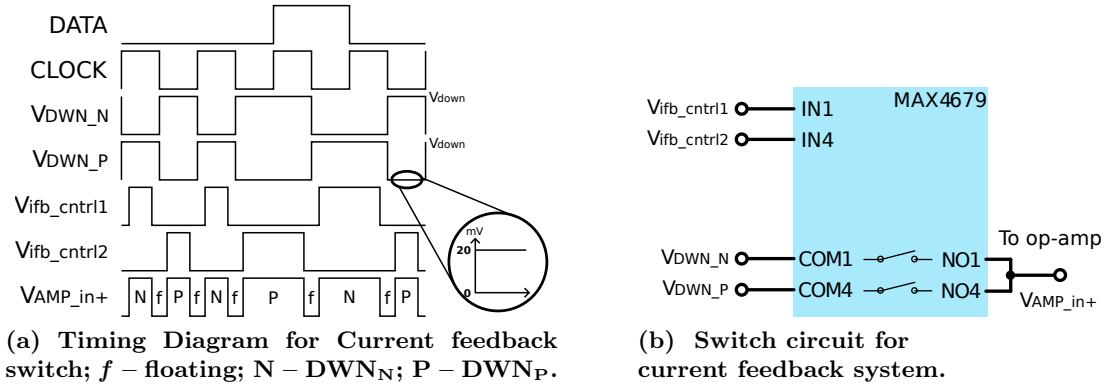 DATA
CLOCK
VDWN_N
Vdown
VDWN_P
Vdown
Vifb_cntrl1
Vifb_cntrl2
VAMP_in+
N f P f N f P f N f P
mV
20
0
(a) Timing Diagram for Current feedback
switch; f – floating; N – DWNN; P – DWNP.
MAX4679
Vifb_cntrl1 IN1
Vifb_cntrl2 IN4
To op-amp
VDWN_N COM1 NO1
VDWN_P COM4 NO4
VAMP_in+
(b) Switch circuit for
current feedback system.